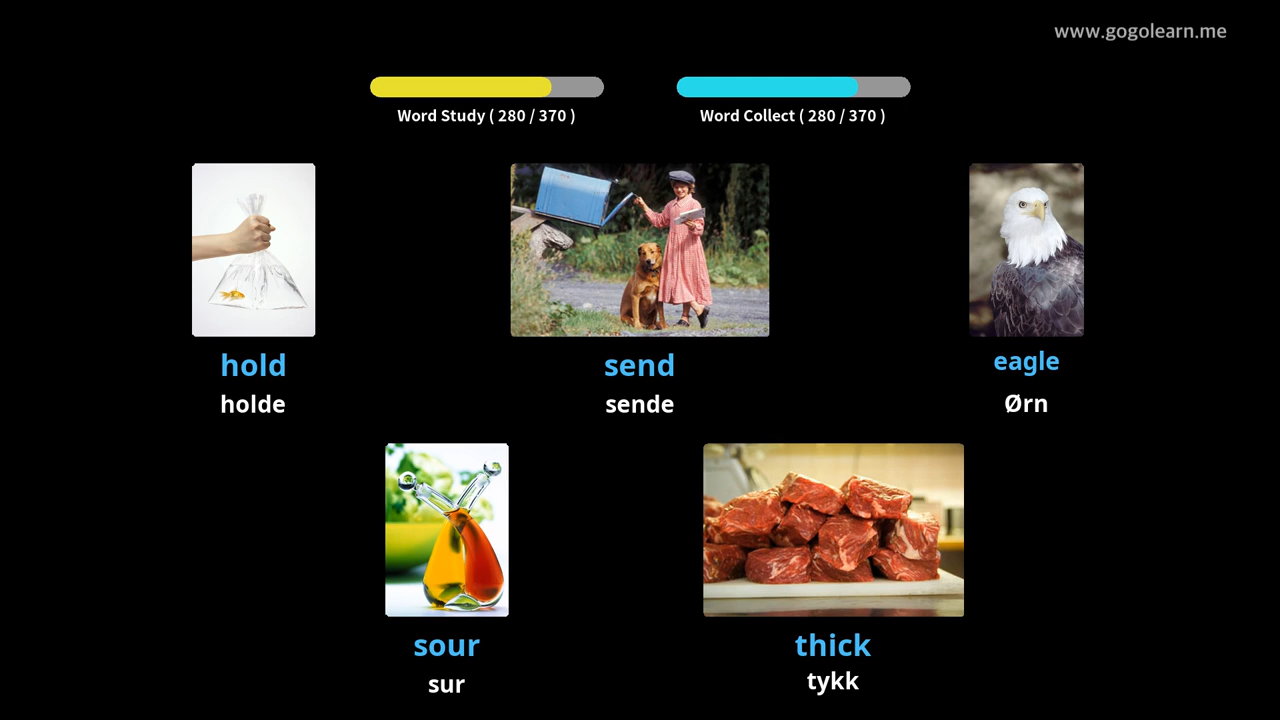 www.gogolearn.me
Word Study ( 280 / 370 )
Word Collect ( 280 / 370 )
hold
holde
send
sende
eagle
Ørn
sour
sur
thick
tykk